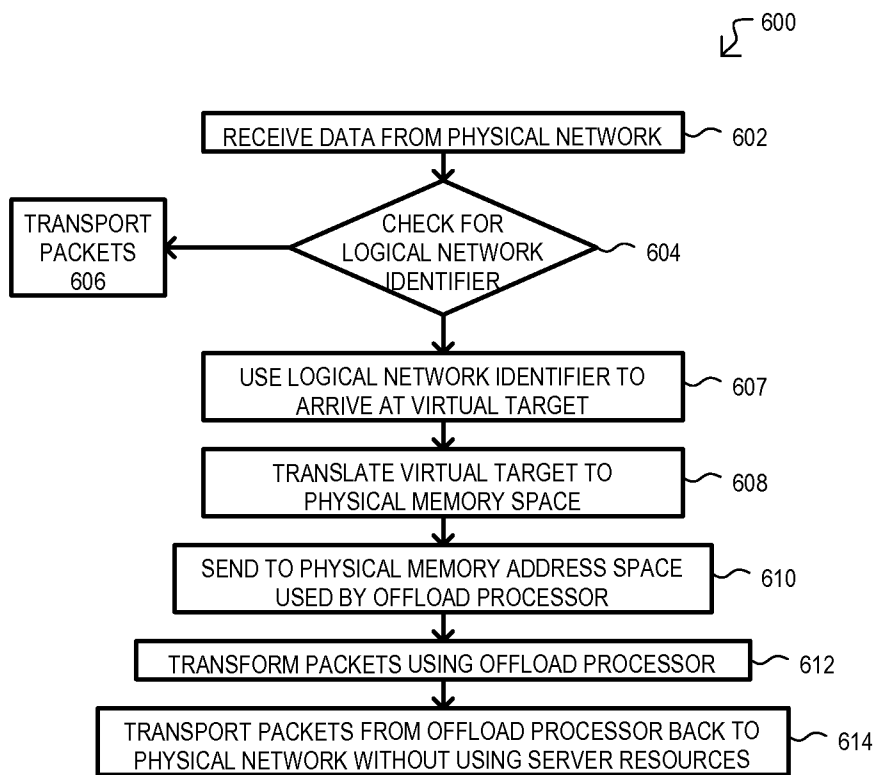 600
RECEIVE DATA FROM PHYSICAL NETWORK
602
CHECK FOR
LOGICAL NETWORK
IDENTIFIER
604
TRANSPORT
PACKETS
606
USE LOGICAL NETWORK IDENTIFIER TO
ARRIVE AT VIRTUAL TARGET
607
TRANSLATE VIRTUAL TARGET TO
PHYSICAL MEMORY SPACE
608
SEND TO PHYSICAL MEMORY ADDRESS SPACE
USED BY OFFLOAD PROCESSOR
610
TRANSFORM PACKETS USING OFFLOAD PROCESSOR
612
TRANSPORT PACKETS FROM OFFLOAD PROCESSOR BACK TO
PHYSICAL NETWORK WITHOUT USING SERVER RESOURCES
614